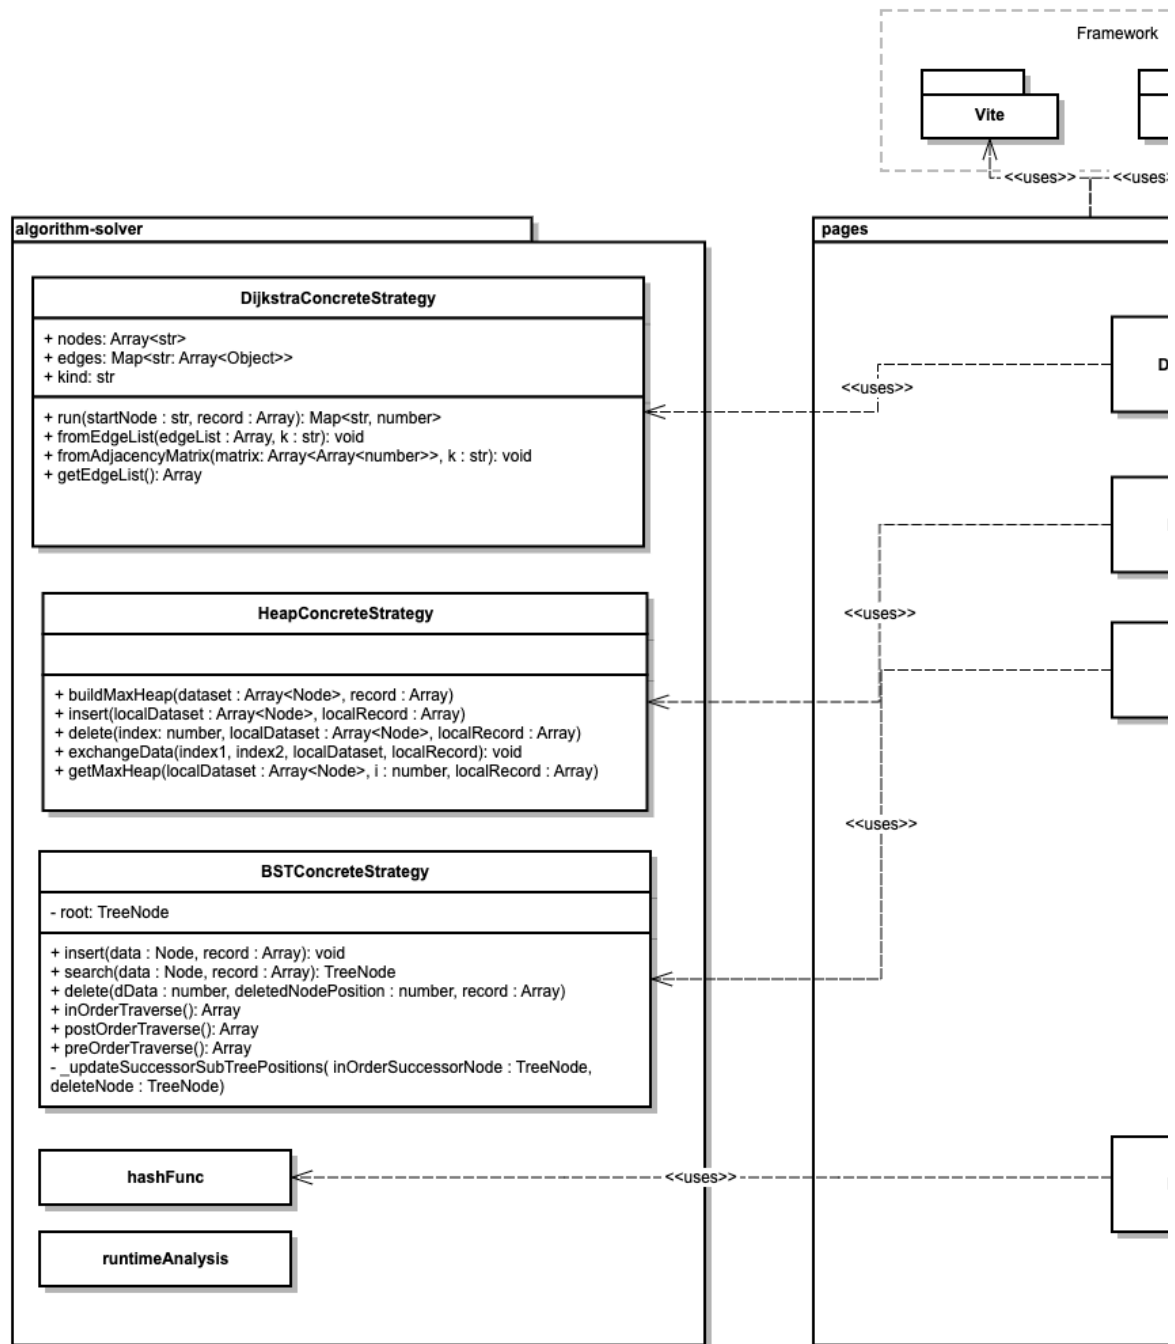 Framework
Vite
<<uses>>
<<uses>
algorithm-solver
pages
DijkstraConcreteStrategy
+ nodes: Array<str>
+ edges: Map<str: Array<Object>>
+ kind: str
+ run(startNode : str, record : Array): Map<str, number>
+ fromEdgeList(edgeList : Array, k : str): void
+ fromAdjacencyMatrix(matrix: Array<Array<number>>, k : str): void
+ getEdgeList(): Array
<<uses>>
D
HeapConcreteStrategy
+ buildMaxHeap(dataset : Array<Node>, record : Array)
+ insert(localDataset : Array<Node>, localRecord : Array)
+ delete(index: number, localDataset : Array<Node>, localRecord : Array)
+ exchangeData(index1, index2, localDataset, localRecord): void
+ getMaxHeap(localDataset : Array<Node>, i : number, localRecord : Array)
<<uses>>
<<uses>>
BSTConcreteStrategy
- root: TreeNode
+ insert(data : Node, record : Array): void
+ search(data : Node, record : Array): TreeNode
+ delete(dData : number, deletedNodePosition : number, record : Array)
+ inOrderTraverse(): Array
+ postOrderTraverse(): Array
+ preOrderTraverse(): Array
- _updateSuccessorSubTreePositions( inOrderSuccessorNode : TreeNode,
deleteNode : TreeNode)
hashFunc
<<uses>>
runtimeAnalysis